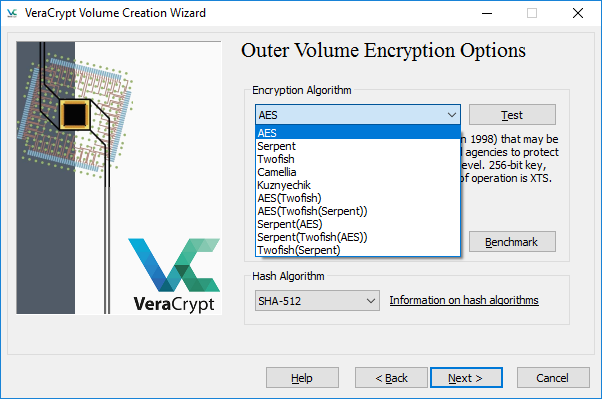 VeraCrypt Volume Creation Wizard
Outer Volume Encryption Options
Encryption Algorithm
AES
Test
AES
Serpent
Twofish
Camellia
Kuznyechik
AES(Twofish)
AES(Twofish(Serpent))
Serpent(AES)
Serpent(Twofish(AES))
Twofish(Serpent)
n 1998) that may be
agencies to protect
evel. 256-bit key,
of operation is XTS.
Benchmark
VeraCrypt
Hash Algorithm
SHA-512
Information on hash algorithms
Help
< Back
Next >
Cancel